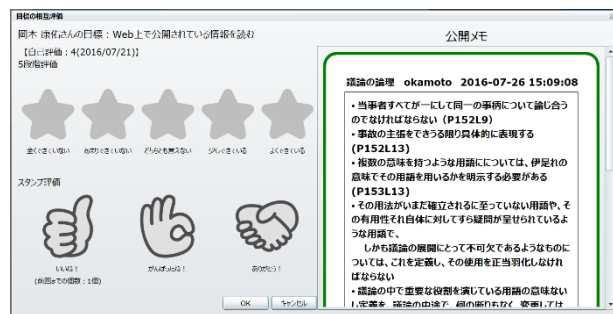 目標の相互評価
岡木 康佑さんの目標：Web上で公開されている情報を読む
【自己評価：4(2016/07/21)】
5段階評価
全くできていない
あまりできていない
どちらとも言えない
少しできている
よくできている
スタンプ評価
いいね！
がんばったね！
ありがとう！
(前回までの個数：1個)
OK
キャンセル
公開メモ
議論の論理 okamoto 2016-07-26 15:09:08
・当事者すべてが一にして同一の事柄について論じ合う
のでなければならない（P152L9）
・事故の主張をできうる限り具体的に表現する
(P152L13)
・複数の意味を持つような用語にについては、伊足れの
意味でその用語を用いるかを明示する必要がある
(P153L13)
・その用法がいまだ確立されるに至っていない用語や、そ
の有用性それ自体に対してすら疑問が呈せられているよ
うな用語で、
しかも議論の展開にとって不可欠であるようなものに
ついては、これを定義し、その使用を正当羽化しなけれ
ばならない
・議論の中で重要な役割を演じている用語の意味ない
し定義を、議論の中途で、何の断りもなく、変更しては